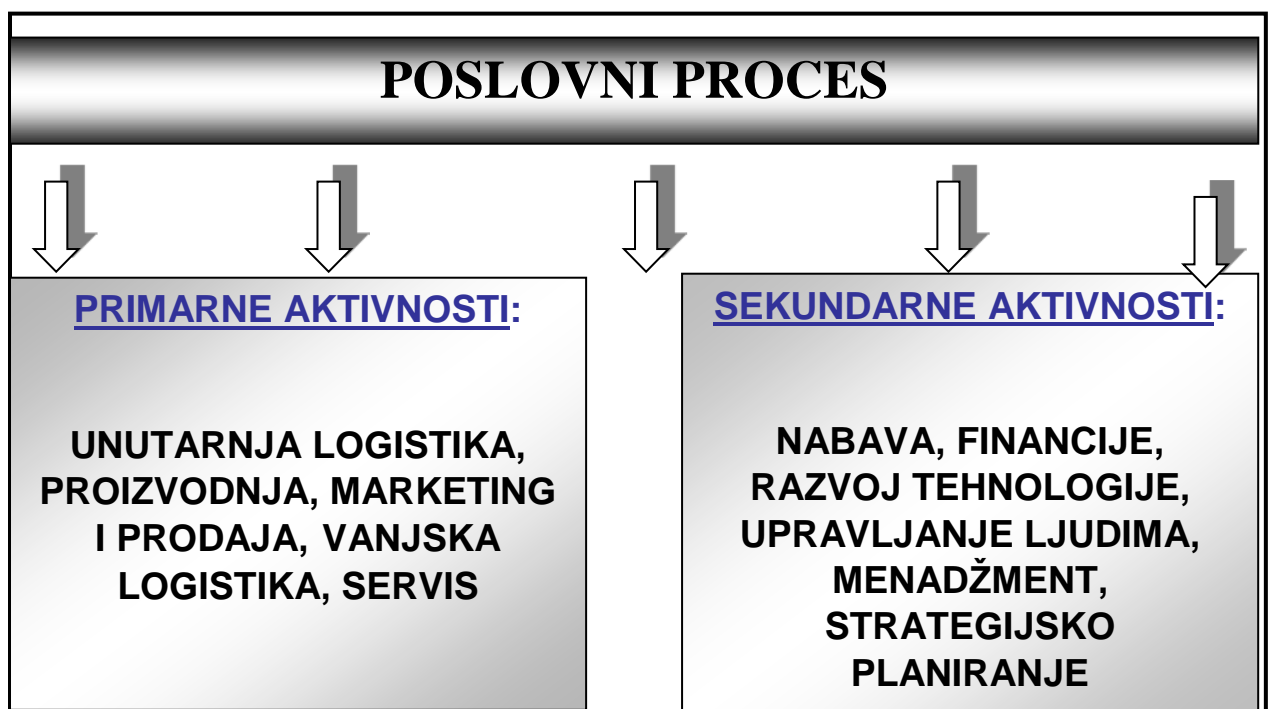 POSLOVNI PROCES
PRIMARNE AKTIVNOSTI:
UNUTARNJA LOGISTIKA,
PROIZVODNJA, MARKETING
I PRODAJA, VANJSKA
LOGISTIKA, SERVIS
SEKUNDARNE AKTIVNOSTI:
NABAVA, FINANCIJE,
RAZVOJ TEHNOLOGIJE,
UPRAVLJANJE LJUDIMA,
MENADŽMENT,
STRATEGIJSKO
PLANIRANJE